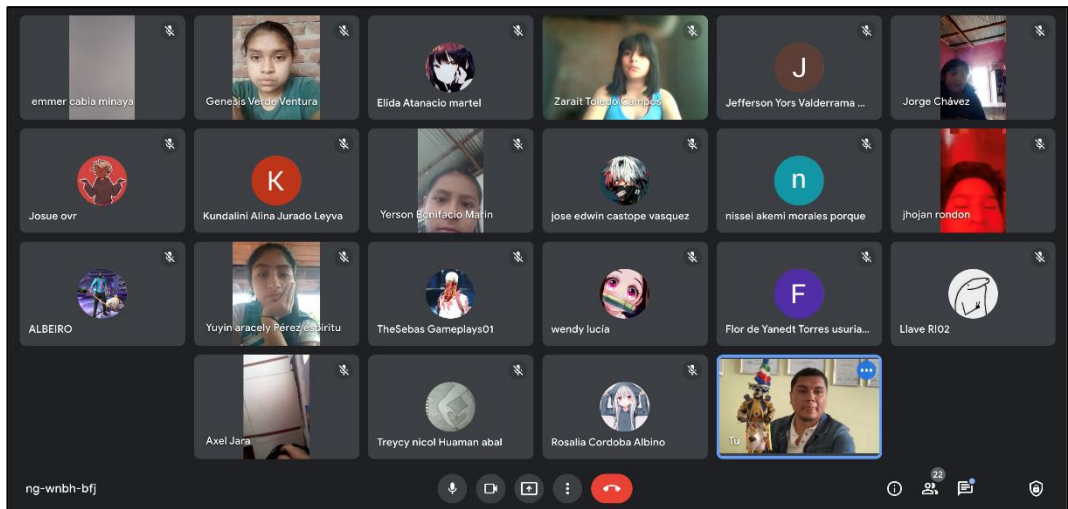 emmer cabia minaya
Genesis Verde Ventura
Elida Atanacio martel
Zarait Toledo Campos
J
Jefferson Yors Valderrama ...
Jorge Chávez
Josue ovr
K
Kundalini Alina Jurado Leyva
Yerson Bonifacio Marin
jose edwin castope vasquez
n
nissei akemi morales porque
jhojan rondon
ALBEIRO
Yuyin aracely Pérez espiritu
TheSebas Gameplays01
wendy lucía
F
Flor de Yanedt Torres usuria...
Llave RI02
Axel Jara
Treycy nicol Huaman abal
Rosalia Cordoba Albino
Tú
ng-wnbh-bfj
22